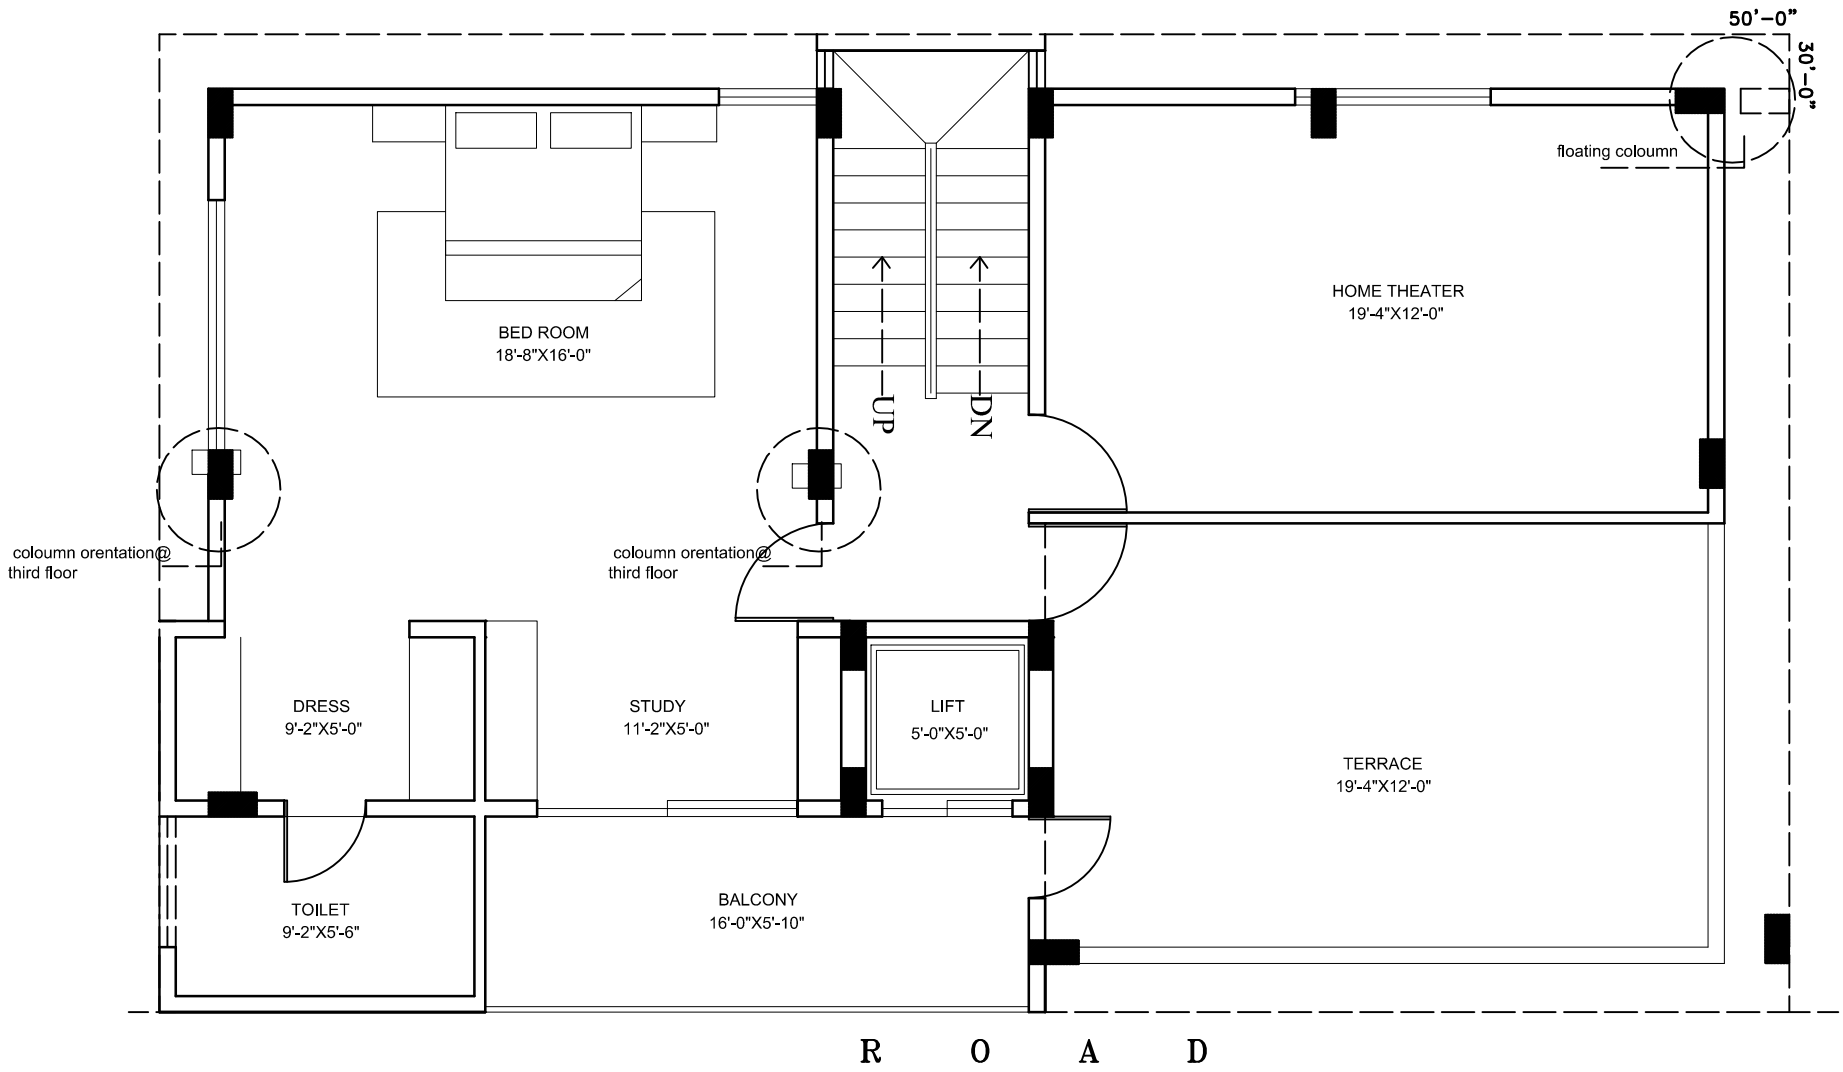 50'-0"
30'-0"
floating coloumn
HOME THEATER
19'-4"X12'-0"
BED ROOM
18'-8"X16'-0"
UP
DN
coloumn orentation@
third floor
coloumn orentation@
third floor
DRESS
9'-2"X5'-0"
STUDY
11'-2"X5'-0"
LIFT
5'-0"X5'-0"
TERRACE
19'-4"X12'-0"
TOILET
9'-2"X5'-6"
BALCONY
16'-0"X5'-10"
R O A D